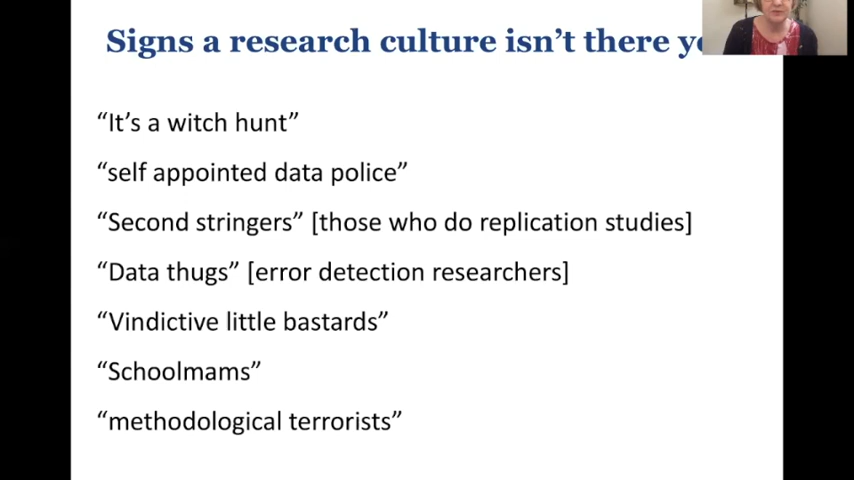 Signs a research culture isn’t there
“It’s a witch hunt”
“self appointed data police”
“Second stringers” [those who do replication studies]
“Data thugs” [error detection researchers]
“Vindictive little bastards”
“Schoolmams”
“methodological terrorists”